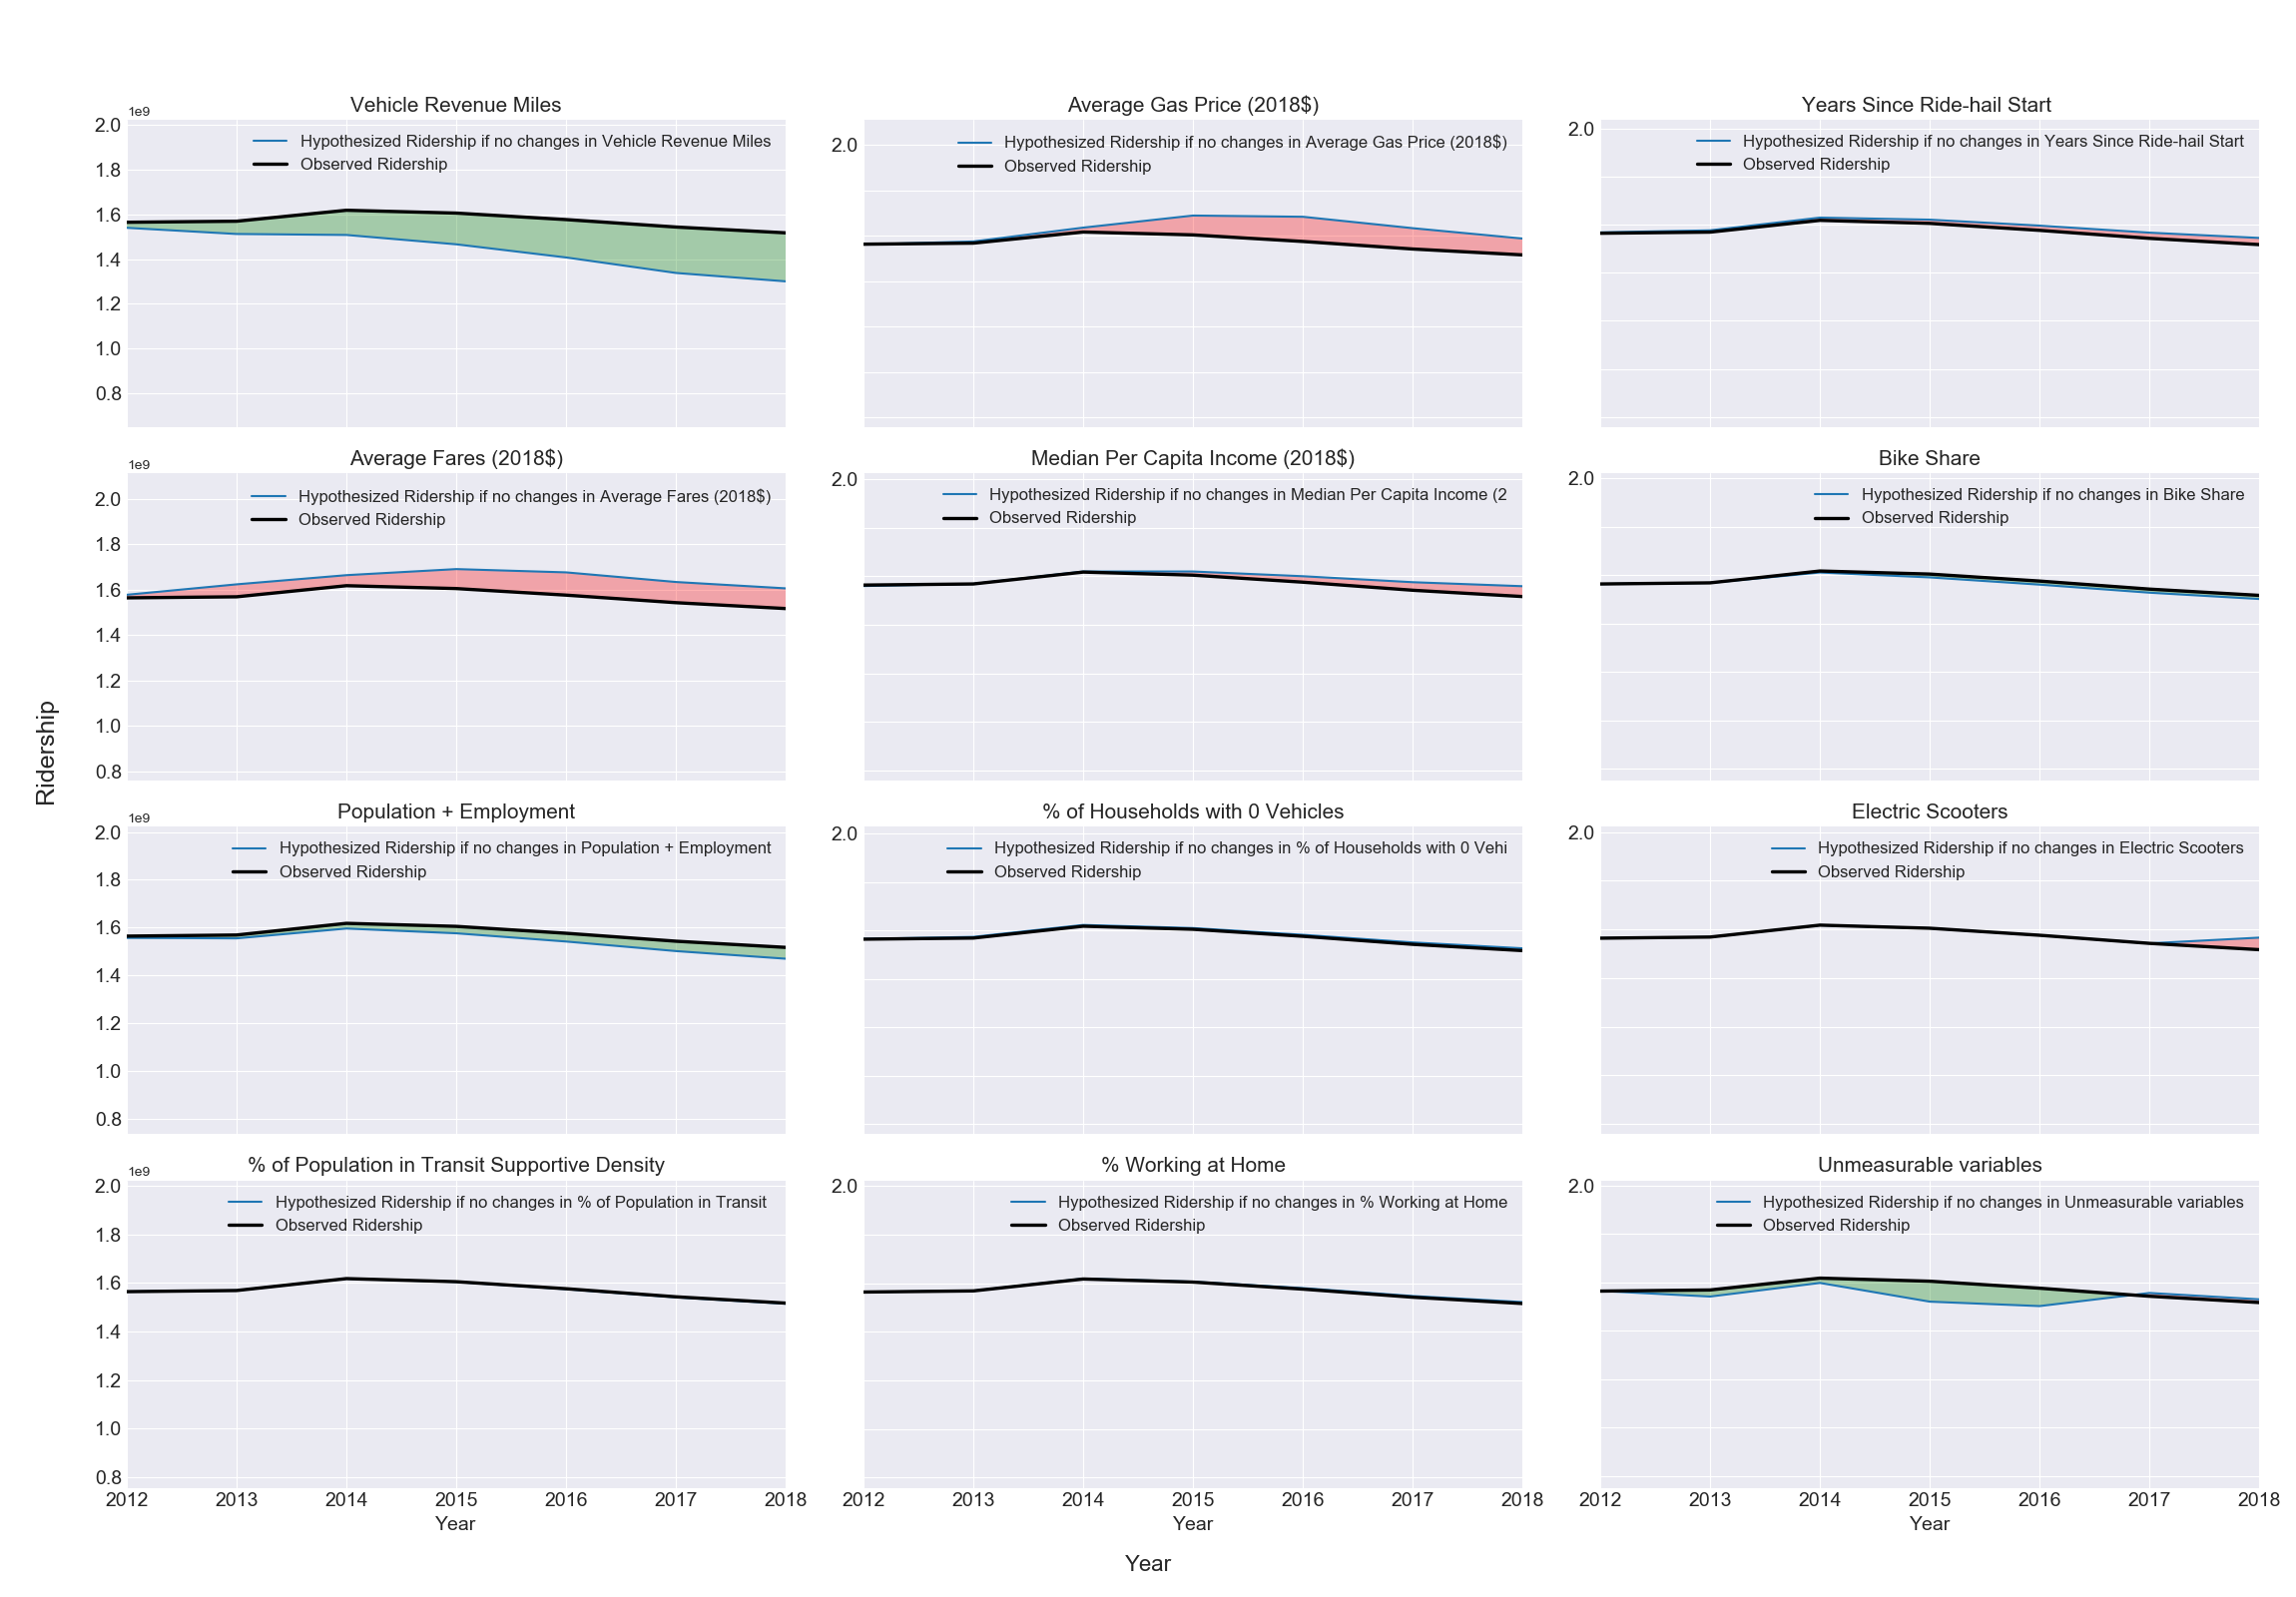 Vehicle Revenue Miles
1e9
2.0
1.8
1.6
1.4
1.2
1.0
0.8
Hypothesized Ridership if no changes in Vehicle Revenue Miles
Observed Ridership
Average Gas Price (2018$)
2.0
Hypothesized Ridership if no changes in Average Gas Price (2018$)
Observed Ridership
Years Since Ride-hail Start
2.0
Hypothesized Ridership if no changes in Years Since Ride-hail Start
Observed Ridership
Average Fares (2018$)
1e9
2.0
1.8
1.6
1.4
1.2
1.0
0.8
Hypothesized Ridership if no changes in Average Fares (2018$)
Observed Ridership
Median Per Capita Income (2018$)
2.0
Hypothesized Ridership if no changes in Median Per Capita Income (2
Observed Ridership
Bike Share
2.0
Hypothesized Ridership if no changes in Bike Share
Observed Ridership
Ridership
Population + Employment
1e9
2.0
1.8
1.6
1.4
1.2
1.0
0.8
Hypothesized Ridership if no changes in Population + Employment
Observed Ridership
% of Households with 0 Vehicles
2.0
Hypothesized Ridership if no changes in % of Households with 0 Vehi
Observed Ridership
Electric Scooters
2.0
Hypothesized Ridership if no changes in Electric Scooters
Observed Ridership
% of Population in Transit Supportive Density
1e9
2.0
1.8
1.6
1.4
1.2
1.0
0.8
Hypothesized Ridership if no changes in % of Population in Transit
Observed Ridership
2012 2013 2014 2015 2016 2017 2018
Year
% Working at Home
2.0
Hypothesized Ridership if no changes in % Working at Home
Observed Ridership
2012 2013 2014 2015 2016 2017 2018
Year
Unmeasurable variables
2.0
Hypothesized Ridership if no changes in Unmeasurable variables
Observed Ridership
2012 2013 2014 2015 2016 2017 2018
Year
Year